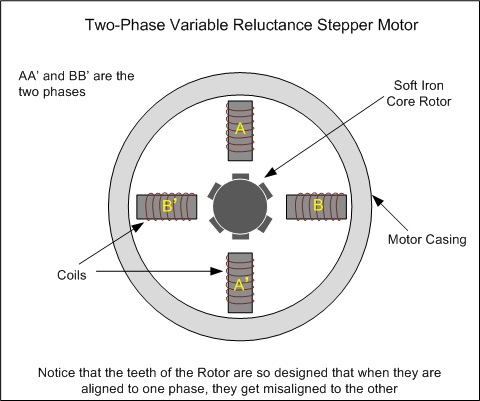 Two-Phase Variable Reluctance Stepper Motor
AA' and BB' are the
two phases
Soft Iron
Core Rotor
A
B'
B
A'
Motor Casing
Coils
Notice that the teeth of the Rotor are so designed that when they are
aligned to one phase, they get misaligned to the other